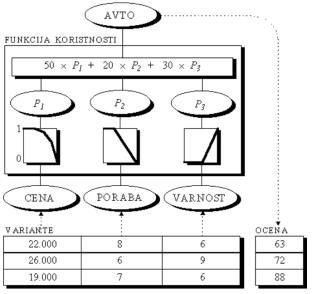 AVTO
FUNKCIJA KORISTNOSTI
50 × P1 + 20 × P2 + 30 × P3
P1 P2 P3
1
0
CENA PORABA VARNOST
VARIANTE OCENA
22.000 8 6 63
26.000 6 9 72
19.000 7 6 88